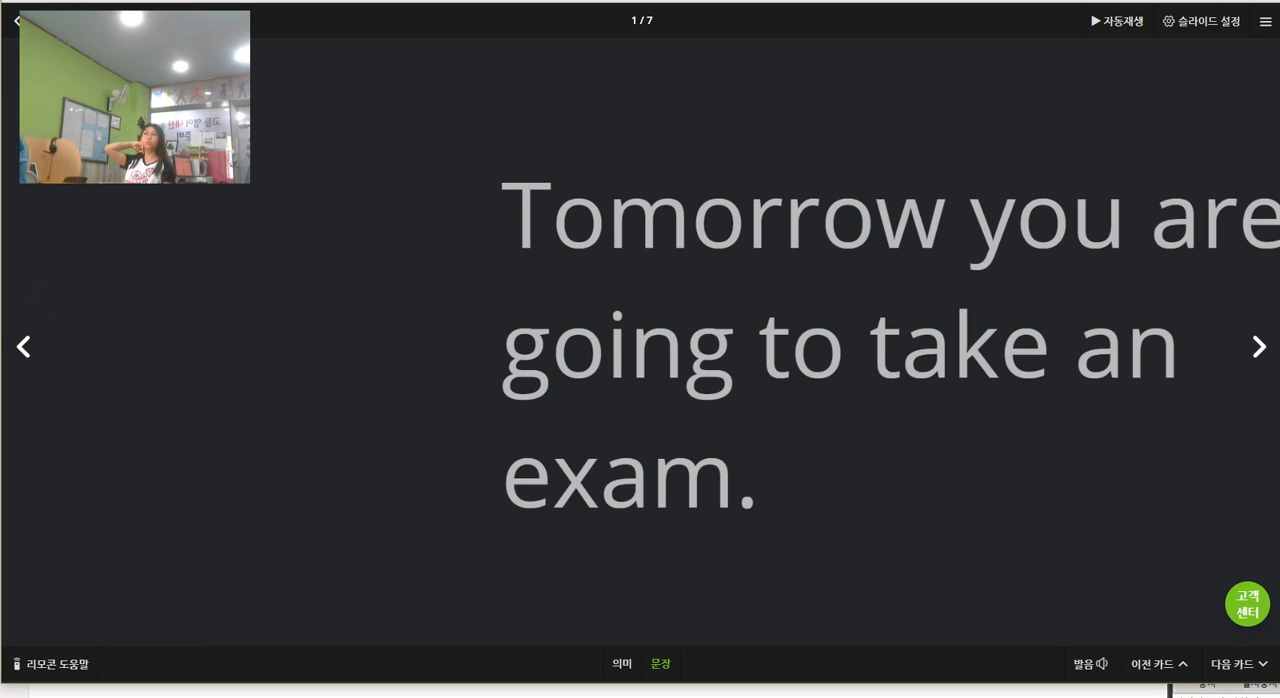 1 / 7
자동재생
슬라이드 설정
Tomorrow you are
going to take an
exam.
고객
센터
리모콘 도움말
의미
문장
발음
이전 카드
다음 카드